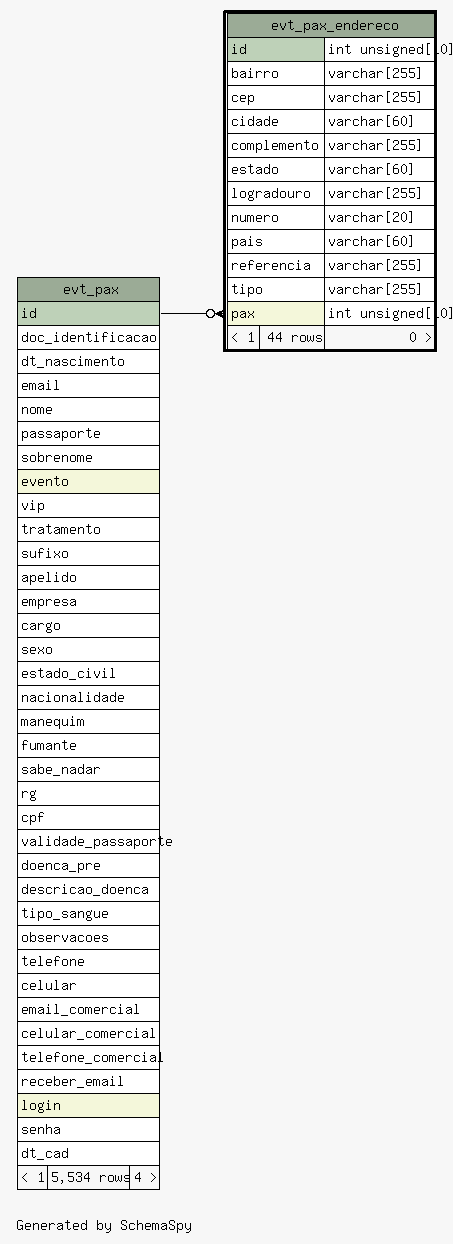 evt_pax_endereco
id int unsigned[10]
bairro varchar[255]
cep varchar[255]
cidade varchar[60]
complemento varchar[255]
estado varchar[60]
logradouro varchar[255]
numero varchar[20]
pais varchar[60]
referencia varchar[255]
tipo varchar[255]
pax int unsigned[10]
< 1 44 rows 0 >
evt_pax
id
doc_identificacao
dt_nascimento
email
nome
passaporte
sobrenome
evento
vip
tratamento
sufixo
apelido
empresa
cargo
sexo
estado_civil
nacionalidade
manequim
fumante
sabe_nadar
rg
cpf
validade_passaporte
doenca_pre
descricao_doenca
tipo_sangue
observacoes
telefone
celular
email_comercial
celular_comercial
telefone_comercial
receber_email
login
senha
dt_cad
< 1 5,534 rows 4 >
Generated by SchemaSpy